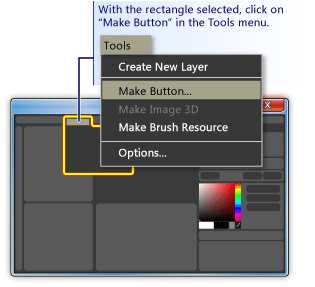 With the rectangle selected, click on
“Make Button” in the Tools menu.
Tools
Create New Layer
Make Button...
Make Image 3D
Make Brush Resource
Options...
X